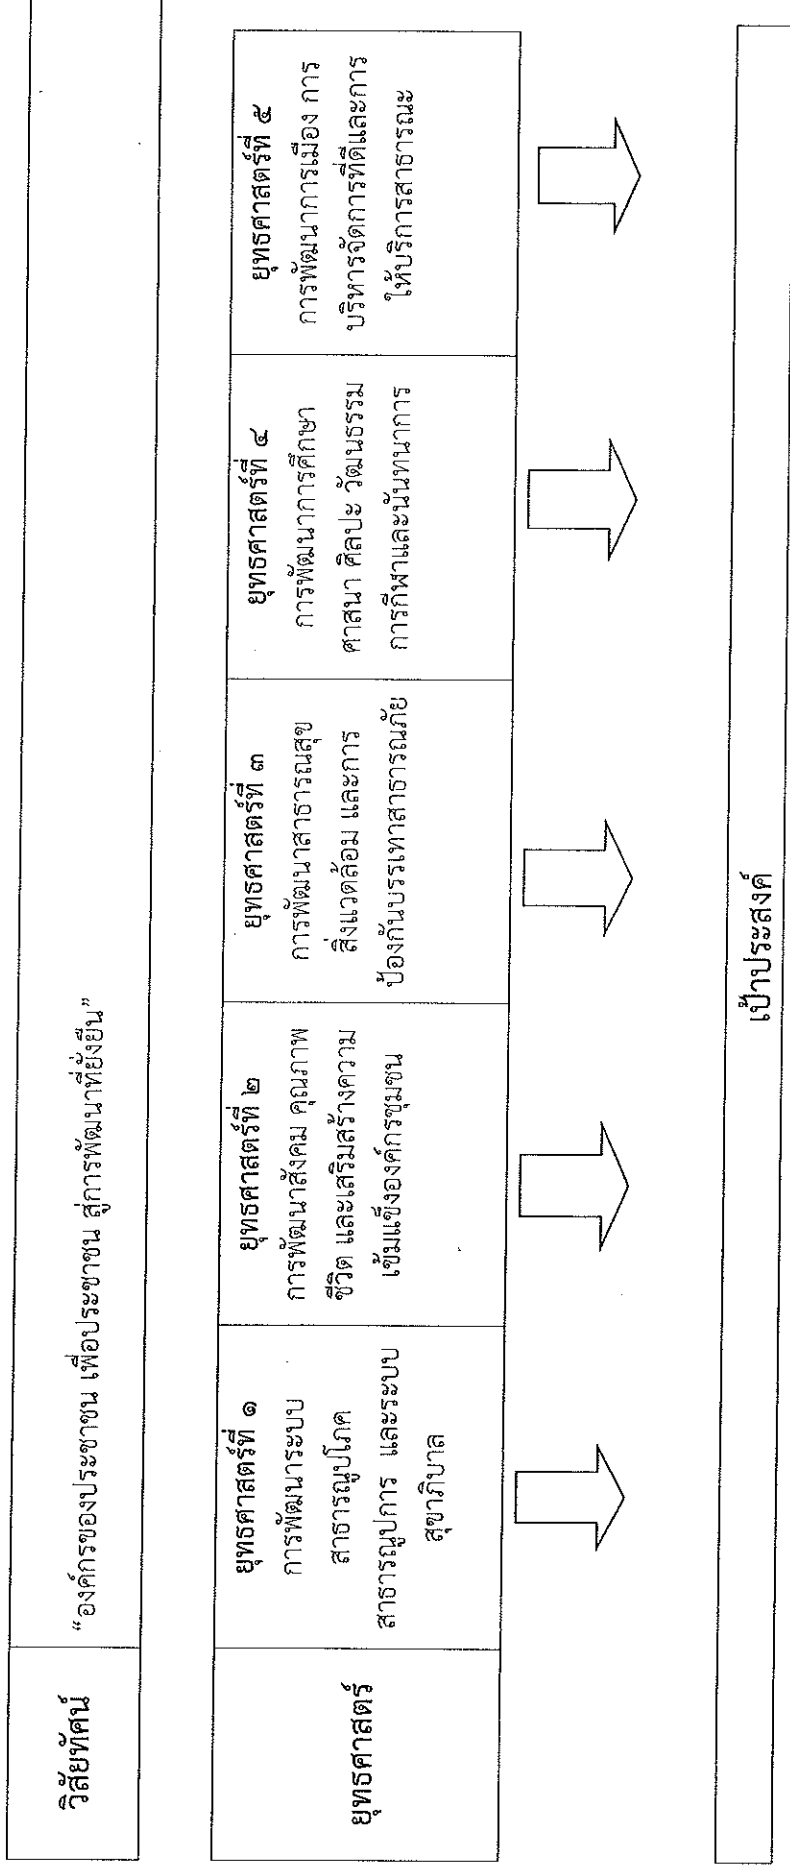 วิสัยทัศน์
“องค์กรของประชาชน เพื่อประชาชน สู่การพัฒนาที่ยั่งยืน”
ยุทธศาสตร์
ยุทธศาสตร์ที่ ๑
การพัฒนาระบบ
สาธารณูปโภค
สาธารณูปการ และระบบ
สุขาภิบาล
ยุทธศาสตร์ที่ ๒
การพัฒนาสังคม คุณภาพ
ชีวิต และเสริมสร้างความ
เข้มแข็งองค์กรชุมชน
ยุทธศาสตร์ที่ ๓
การพัฒนาสาธารณสุข
สิ่งแวดล้อม และการ
ป้องกันบรรเทาสาธารณภัย
ยุทธศาสตร์ที่ ๔
การพัฒนาการศึกษา
ศาสนา ศิลปะ วัฒนธรรม
การกีฬาและนันทนาการ
ยุทธศาสตร์ที่ ๕
การพัฒนาการเมือง การ
บริหารจัดการที่ดีและการ
ให้บริการสาธารณะ
เป้าประสงค์